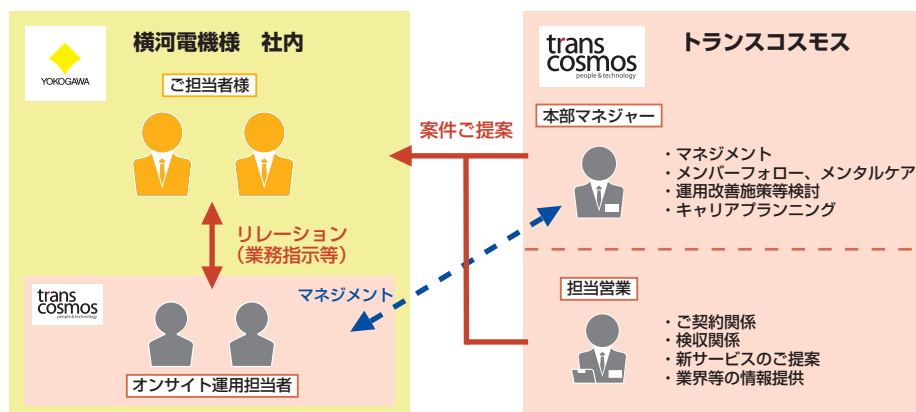 横河電機様 社内
YOKOGAWA
ご担当者様
リレーション
（業務指示等）
trans
cosmos
people & technology
オンサイト運用担当者
マネジメント
案件ご提案
trans
cosmos
people & technology
トランスコスモス
本部マネジャー
・マネジメント
・メンバーフォロー、メンタルケア
・運用改善施策等検討
・キャリアプランニング
担当営業
・ご契約関係
・検収関係
・新サービスのご提案
・業界等の情報提供